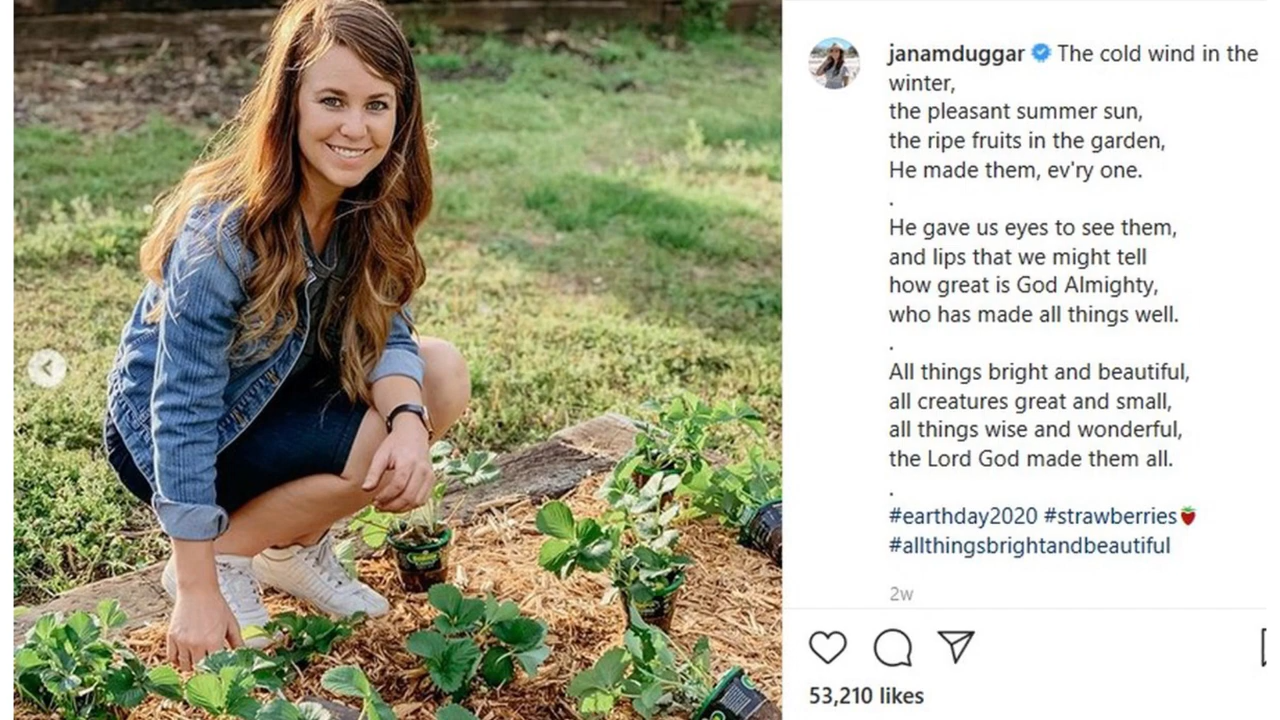 janamduggar The cold wind in the
winter,
the pleasant summer sun,
the ripe fruits in the garden,
He made them, ev'ry one.
.
He gave us eyes to see them,
and lips that we might tell
how great is God Almighty,
who has made all things well.
.
All things bright and beautiful,
all creatures great and small,
all things wise and wonderful,
the Lord God made them all.
.
#earthday2020 #strawberries🍓
#allthingsbrightandbeautiful
2w
53,210 likes